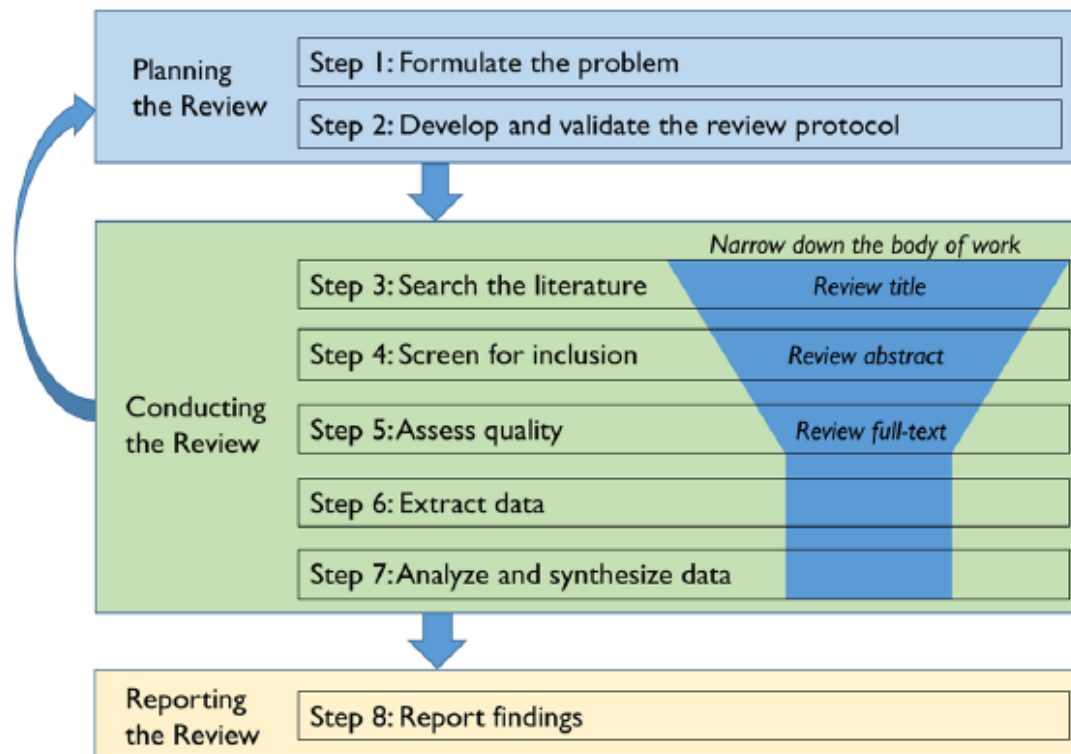 Planning
the Review
Step 1: Formulate the problem
Step 2: Develop and validate the review protocol
Narrow down the body of work
Step 3: Search the literature
Review title
Step 4: Screen for inclusion
Review abstract
Conducting
the Review
Step 5: Assess quality
Review full-text
Step 6: Extract data
Step 7: Analyze and synthesize data
Reporting
the Review
Step 8: Report findings